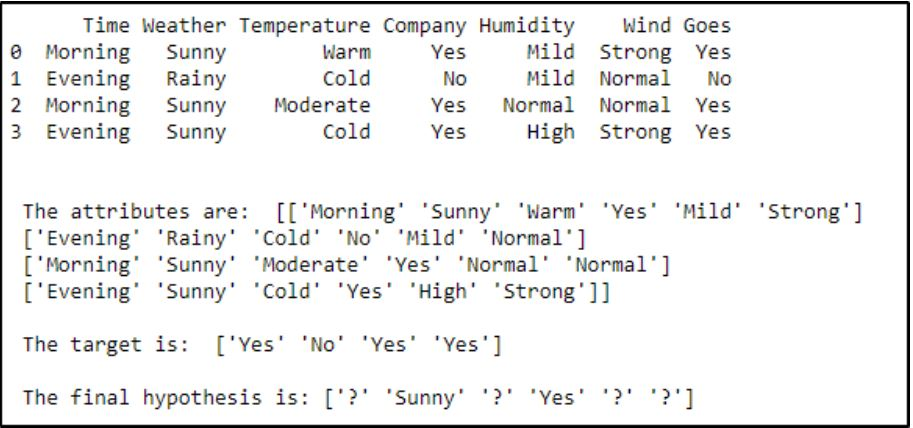 Time Weather Temperature Company Humidity Wind Goes
0 Morning Sunny Warm Yes Mild Strong Yes
1 Evening Rainy Cold No Mild Normal No
2 Morning Sunny Moderate Yes Normal Normal Yes
3 Evening Sunny Cold Yes High Strong Yes
The attributes are: [['Morning' 'Sunny' 'Warm' 'Yes' 'Mild' 'Strong']
['Evening' 'Rainy' 'Cold' 'No' 'Mild' 'Normal']
['Morning' 'Sunny' 'Moderate' 'Yes' 'Normal' 'Normal']
['Evening' 'Sunny' 'Cold' 'Yes' 'High' 'Strong']]
The target is: ['Yes' 'No' 'Yes' 'Yes']
The final hypothesis is: ['?' 'Sunny' '?' 'Yes' '?' '?']